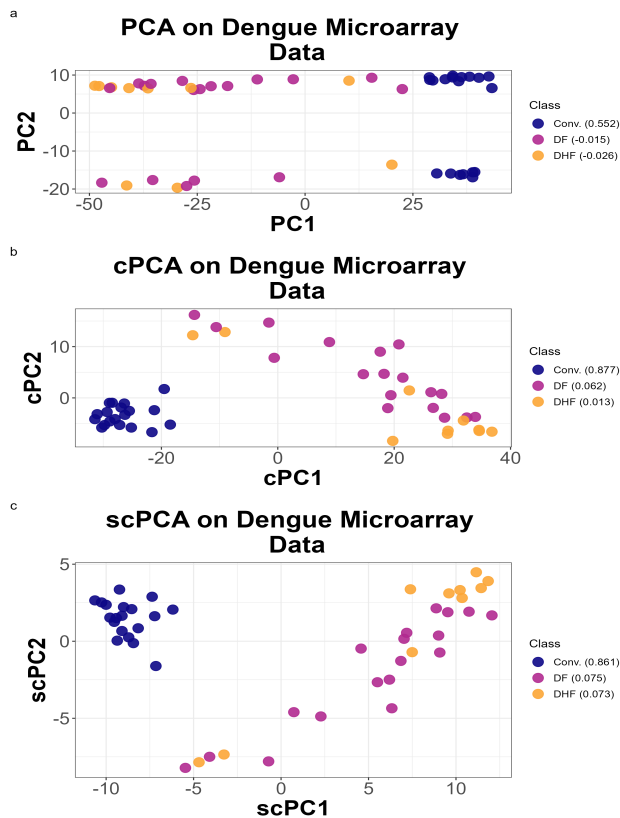 a
PCA on Dengue Microarray
Data
10
0
-10
-20
PC2
-50
-25
0
25
PC1
Class
Conv. (0.552)
DF (-0.015)
DHF (-0.026)
b
cPCA on Dengue Microarray
Data
10
0
cPC2
-20
0
20
40
cPC1
Class
Conv. (0.877)
DF (0.062)
DHF (0.013)
c
scPCA on Dengue Microarray
Data
5
0
-5
scPC2
-10
-5
0
5
10
scPC1
Class
Conv. (0.861)
DF (0.075)
DHF (0.073)